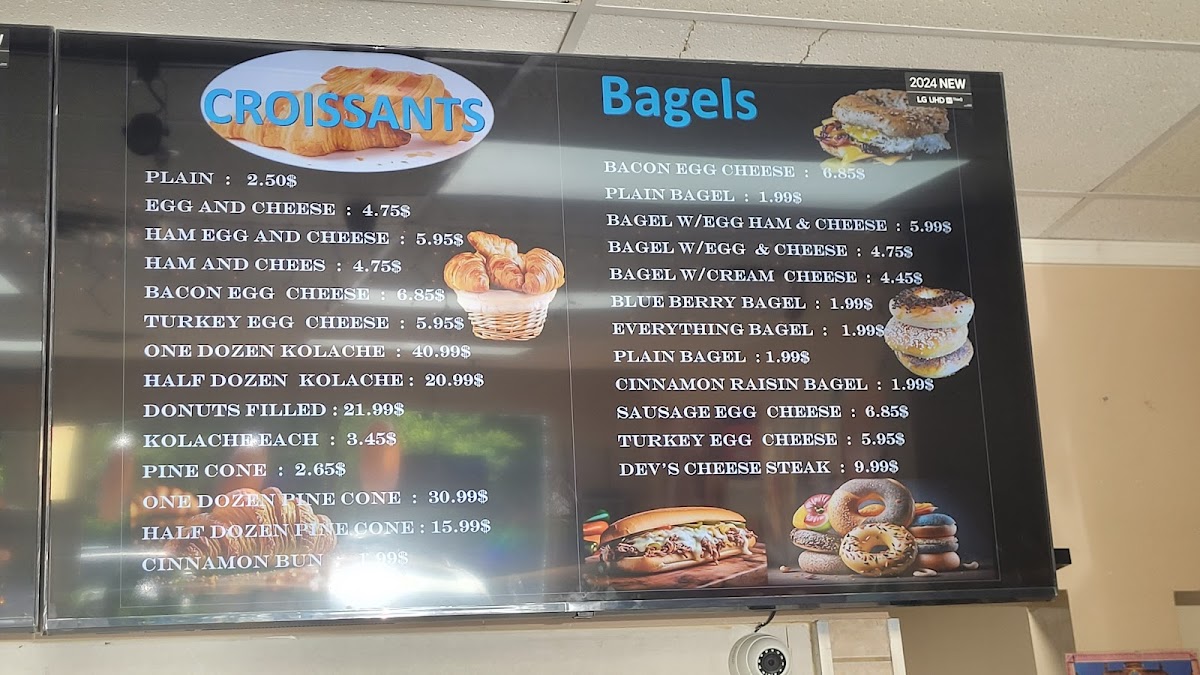 CROISSANTS
PLAIN : 2.50$
EGG AND CHEESE : 4.75$
HAM EGG AND CHEESE : 5.95$
HAM AND CHEES : 4.75$
BACON EGG CHEESE : 6.85$
TURKEY EGG CHEESE : 5.95$
ONE DOZEN KOLACHE : 40.99$
HALF DOZEN KOLACHE : 20.99$
DONUTS FILLED : 21.99$
KOLACHE EACH : 3.45$
PINE CONE : 2.65$
ONE DOZEN PINE CONE : 30.99$
HALF DOZEN PINE CONE : 15.99$
CINNAMON BUN :
Bagels
BACON EGG CHEESE : 6.85$
PLAIN BAGEL : 1.99$
BAGEL W/EGG HAM & CHEESE : 5.99$
BAGEL W/EGG & CHEESE : 4.75$
BAGEL W/CREAM CHEESE : 4.45$
BLUE BERRY BAGEL : 1.99$
EVERYTHING BAGEL : 1.99$
PLAIN BAGEL : 1.99$
CINNAMON RAISIN BAGEL : 1.99$
SAUSAGE EGG CHEESE : 6.85$
TURKEY EGG CHEESE : 5.95$
DEV'S CHEESE STEAK : 9.99$
2024 NEW
LG UHD